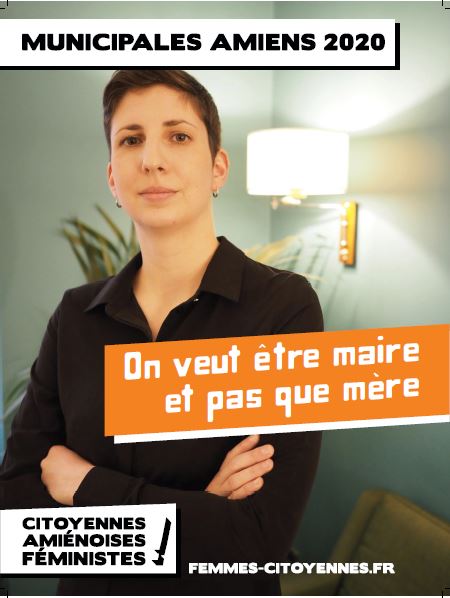 MUNICIPALES AMIENS 2020
On veut être maire
et pas que mère
CITOYENNES
AMIÉNOISES
FÉMINISTES !
FEMMES-CITOYENNES.FR